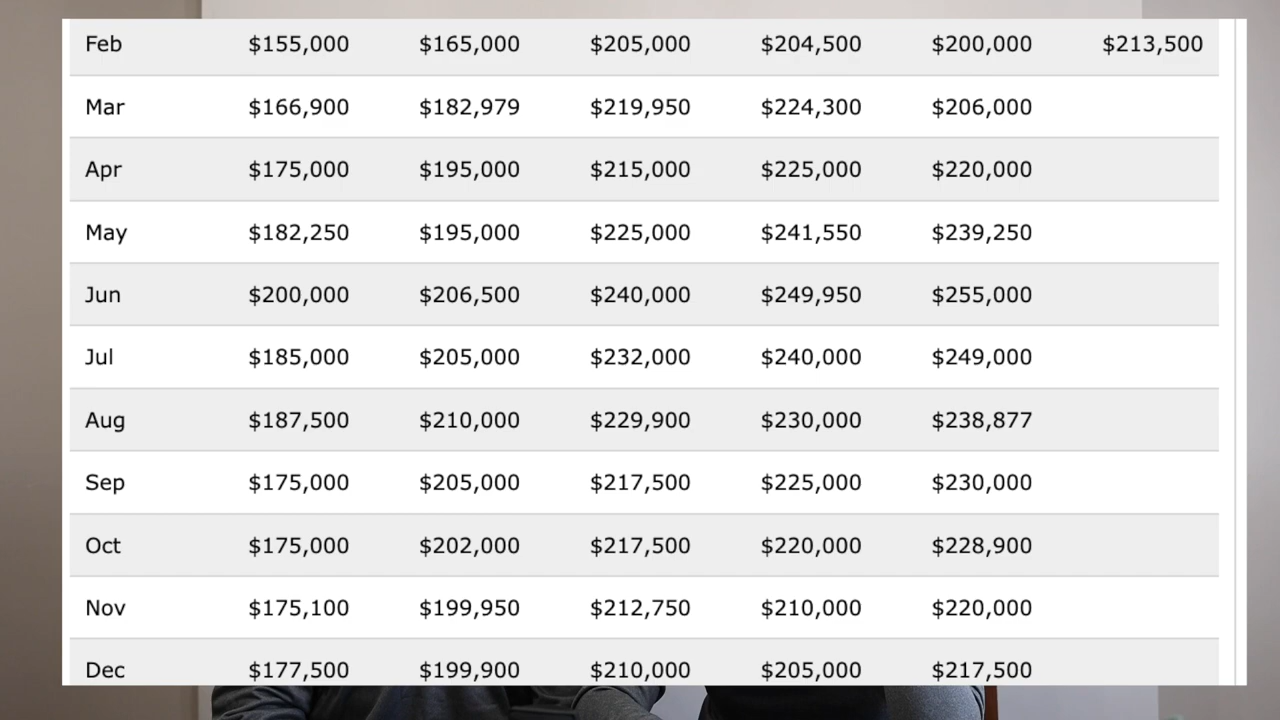 Feb $155,000 $165,000 $205,000 $204,500 $200,000 $213,500
Mar $166,900 $182,979 $219,950 $224,300 $206,000
Apr $175,000 $195,000 $215,000 $225,000 $220,000
May $182,250 $195,000 $225,000 $241,550 $239,250
Jun $200,000 $206,500 $240,000 $249,950 $255,000
Jul $185,000 $205,000 $232,000 $240,000 $249,000
Aug $187,500 $210,000 $229,900 $230,000 $238,877
Sep $175,000 $205,000 $217,500 $225,000 $230,000
Oct $175,000 $202,000 $217,500 $220,000 $228,900
Nov $175,100 $199,950 $212,750 $210,000 $220,000
Dec $177,500 $199,900 $210,000 $205,000 $217,500